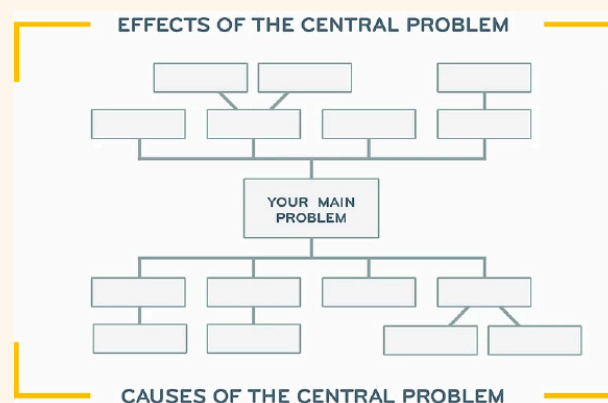 EFFECTS OF THE CENTRAL PROBLEM
YOUR MAIN
PROBLEM
CAUSES OF THE CENTRAL PROBLEM